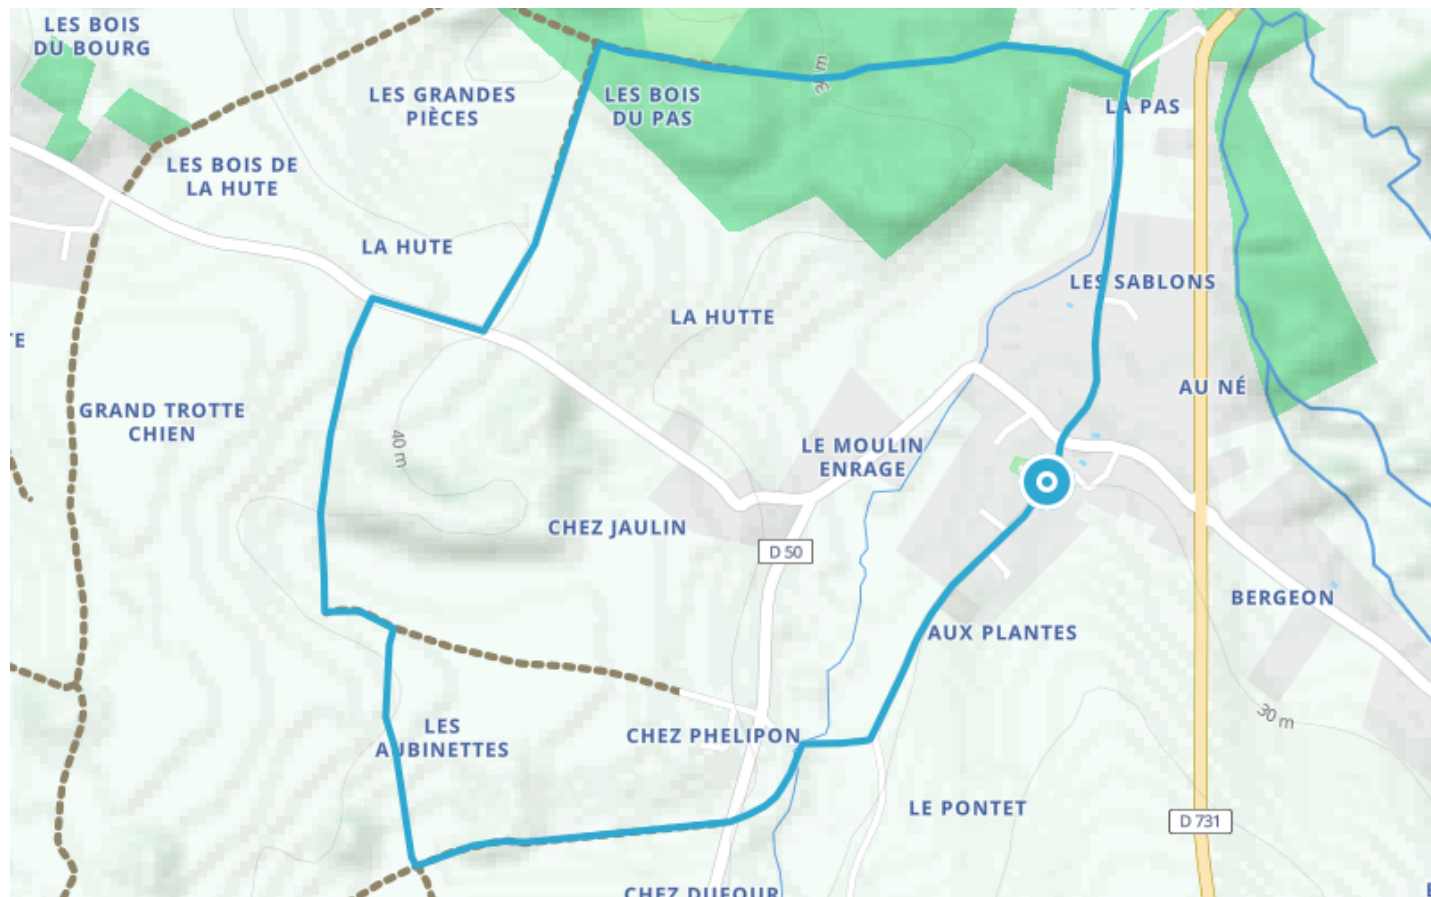 LES BOIS
DU BOURG
LES GRANDES
PIÈCES
LES BOIS
DU PAS
36 m
LA PAS
LES BOIS DE
LA HUTE
LA HUTE
LES SABLONS
LA HUTTE
AU NÉ
GRAND TROTTE
CHIEN
40 m
LE MOULIN
ENRAGE
CHEZ JAULIN
D 50
BERGEON
AUX PLANTES
30 m
LES
AUBINETTES
CHEZ PHELIPON
LE PONTET
D 731
CHEZ DUFOUR